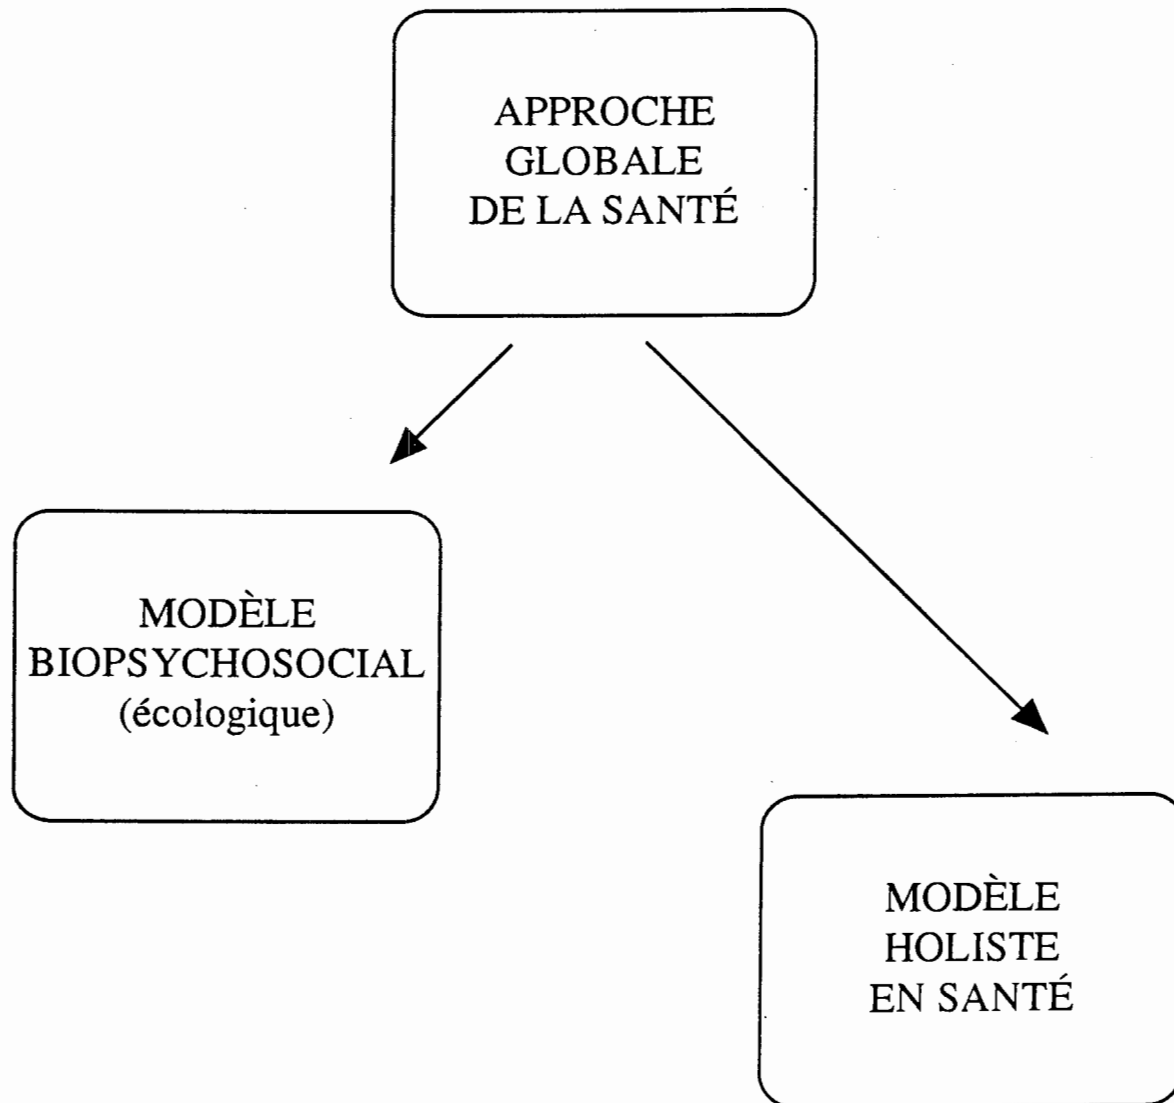 APPROCHE
GLOBALE
DE LA SANTÉ
MODÈLE
BIOPSYCHOSOCIAL
(écologique)
MODÈLE
HOLISTE
EN SANTÉ